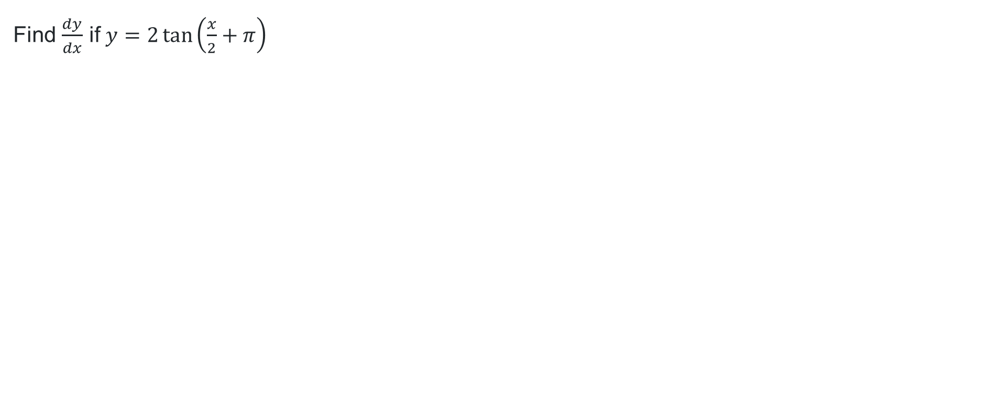 Find dy/dx if y = 2 tan(x/2 + π)